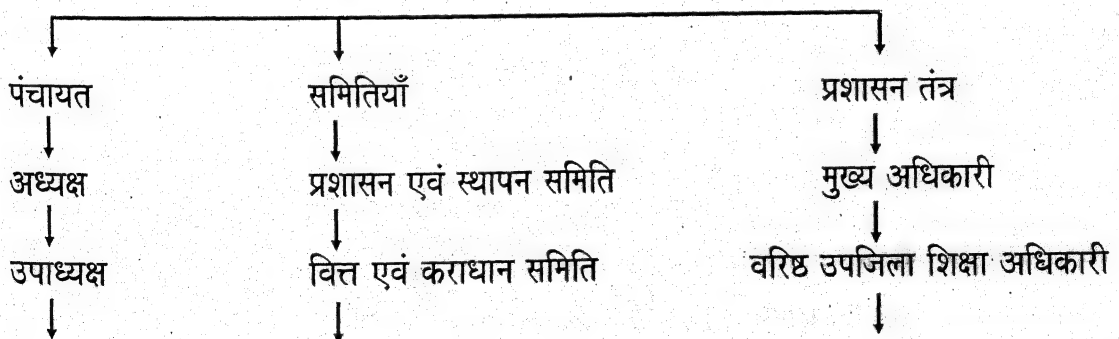 पंचायत समितियाँ प्रशासन तंत्र
अध्यक्ष प्रशासन एवं स्थापन समिति मुख्य अधिकारी
उपाध्यक्ष वित्त एवं कराधान समिति वरिष्ठ उपजिला शिक्षा अधिकारी